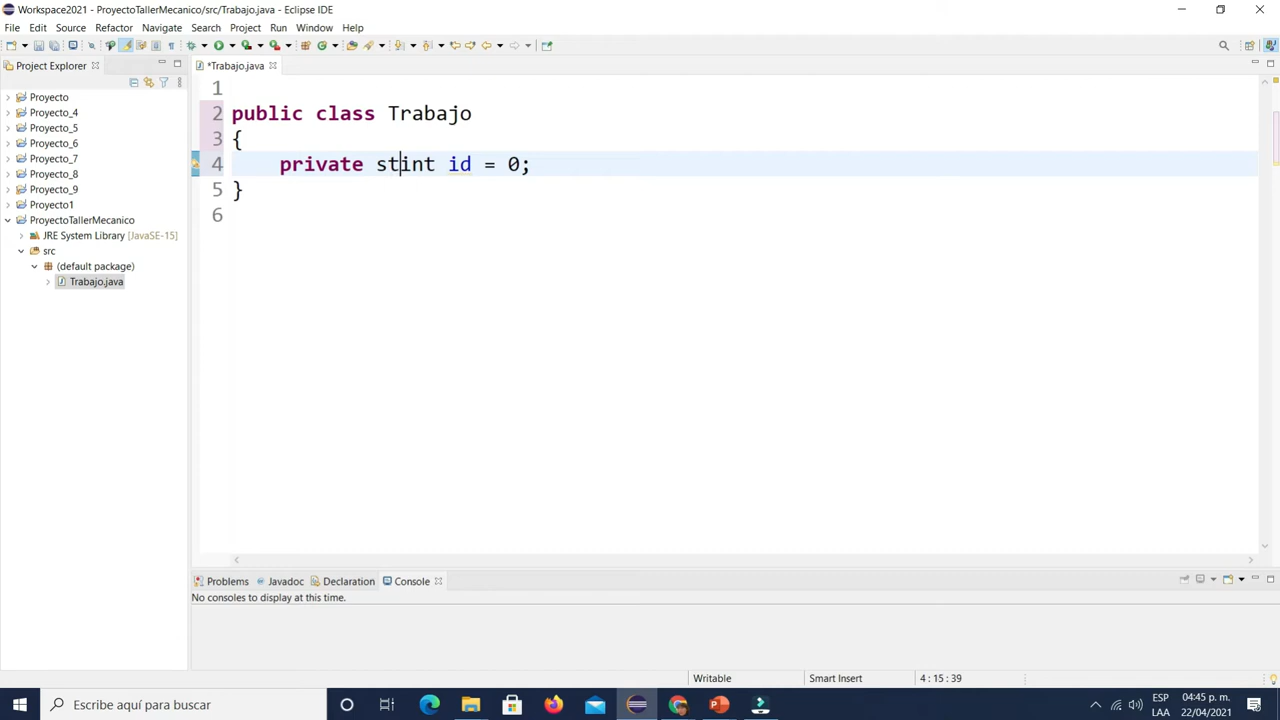 Workspace2021 - ProyectoTallerMecanico/src/Trabajo.java - Eclipse IDE
File Edit Source Refactor Navigate Search Project Run Window Help
Project Explorer
*Trabajo.java
Proyecto
Proyecto_4
Proyecto_5
Proyecto_6
Proyecto_7
Proyecto_8
Proyecto_9
Proyecto1
ProyectoTallerMecanico
JRE System Library [JavaSE-15]
src
(default package)
Trabajo.java
1
2 public class Trabajo
3 {
4 private stint id = 0;
5 }
6
Problems Javadoc Declaration Console
No consoles to display at this time.
Writable Smart Insert 4 : 15 : 39
Escribe aquí para buscar
ESP
LAA
04:45 p. m.
22/04/2021